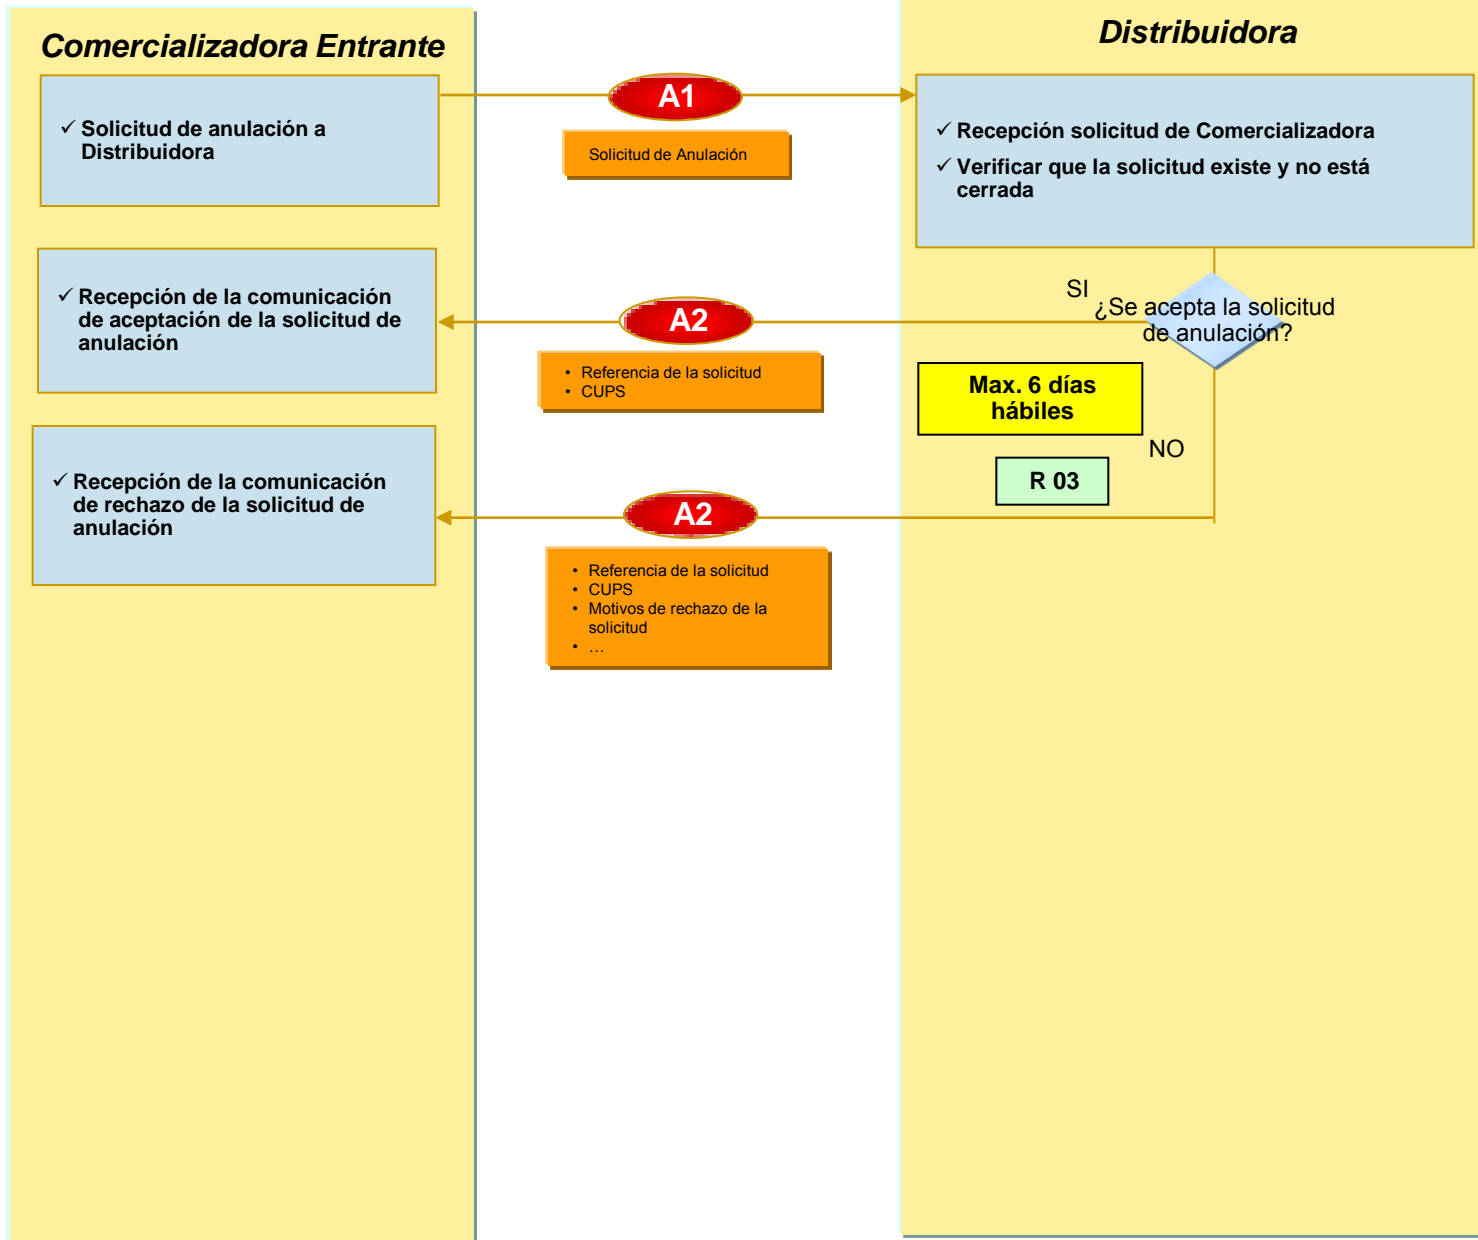 Comercializadora Entrante
Distribuidora
✓ Solicitud de anulación a
Distribuidora
A1
Solicitud de Anulación
✓ Recepción solicitud de Comercializadora
✓ Verificar que la solicitud existe y no está
cerrada
SI
¿Se acepta la solicitud
de anulación?
✓ Recepción de la comunicación
de aceptación de la solicitud de
anulación
A2
• Referencia de la solicitud
• CUPS
Max. 6 días
hábiles
NO
R 03
✓ Recepción de la comunicación
de rechazo de la solicitud de
anulación
A2
• Referencia de la solicitud
• CUPS
• Motivos de rechazo de la
solicitud
• …